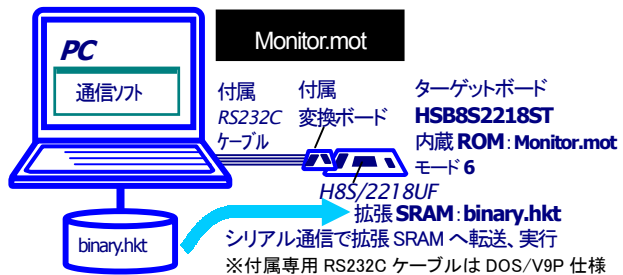 Monitor.mot
PC
通信ソフト
付属
RS232C
ケーブル
付属
変換ボード
ターゲットボード
HSB8S2218ST
内蔵 ROM：Monitor.mot
モード 6
H8S/2218UF
拡張 SRAM：binary.hkt
binary.hkt
シリアル通信で拡張 SRAM へ転送、実行
※付属専用 RS232C ケーブルは DOS/V9P 仕様